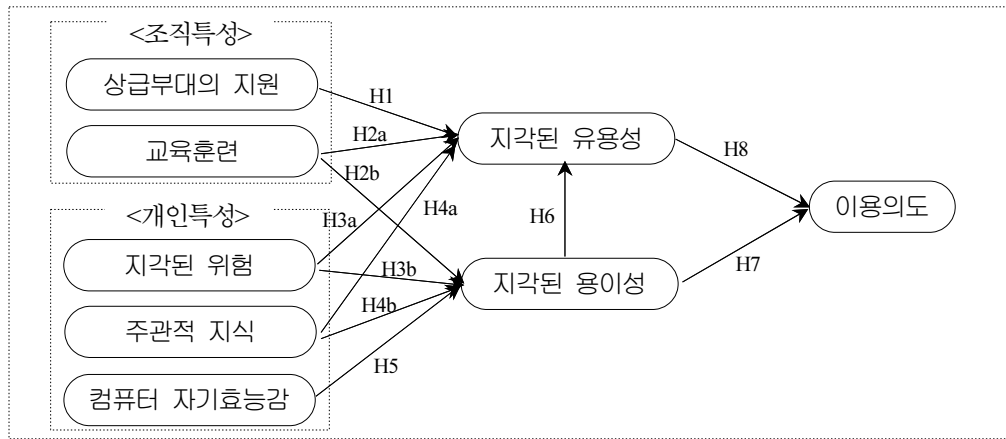 <조직특성>
상급부대의 지원
H1
H2a
교육훈련
지각된 유용성
H8
H2b
<개인특성>
H3a
H4a
H6
이용의도
지각된 위험
H3b
지각된 용이성
H7
H4b
주관적 지식
H5
컴퓨터 자기효능감